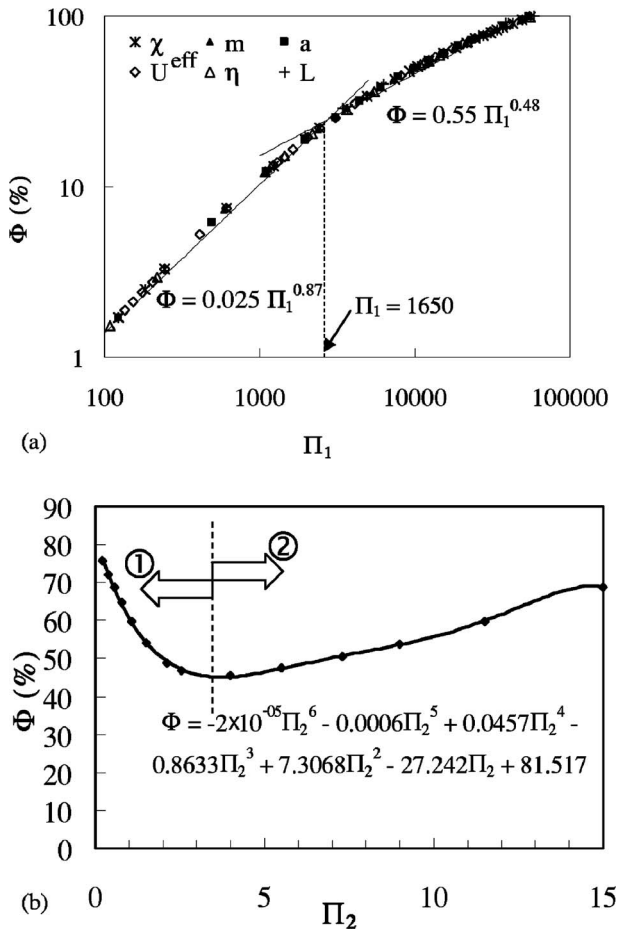 100
χ m a
U^eff η L
Φ = 0.55 Π₁^0.48
Φ (%)
10
Φ = 0.025 Π₁^0.87
Π₁ = 1650
1
100 1000 10000 100000
(a)
Π₁
90
80
① ②
70
60
50
Φ (%)
40
Φ = -2×10^-05Π₂^6 - 0.0006Π₂^5 + 0.0457Π₂^4 -
30
0.8633Π₂^3 + 7.3068Π₂^2 - 27.242Π₂ + 81.517
20
10
0
0 5 10 15
(b)
Π₂